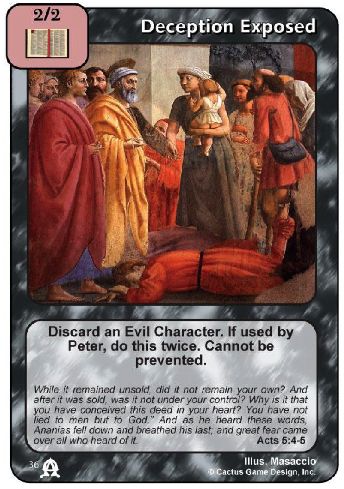 2/2
Deception Exposed
Discard an Evil Character. If used by
Peter, do this twice. Cannot be
prevented.
While it remained unsold, did it not remain your own? And
after it was sold, was it not under your control? Why is it that
you have conceived this deed in your heart? You have not
lied to men but to God." And as he heard these words,
Ananias fell down and breathed his last; and great fear came
over all who heard of it. Acts 5:4-5
36
Illus. Masaccio
© Cactus Game Design, Inc.